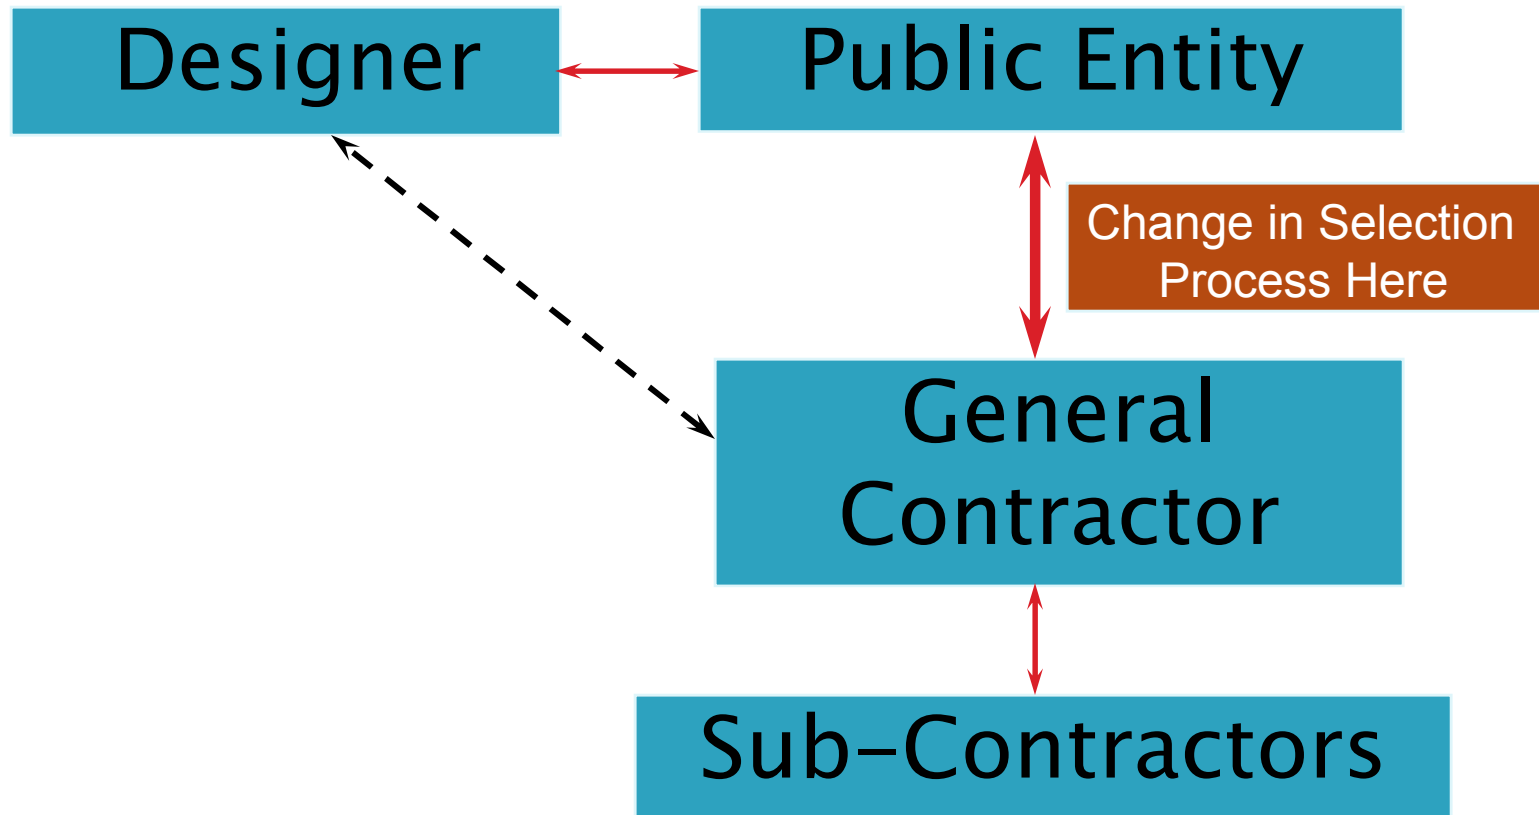 Designer
Public Entity
Change in Selection
Process Here
General
Contractor
Sub–Contractors